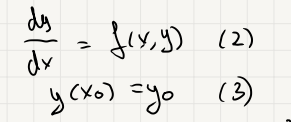 dy/dx = f(x,y) (2)
y(x₀) = y₀ (3)